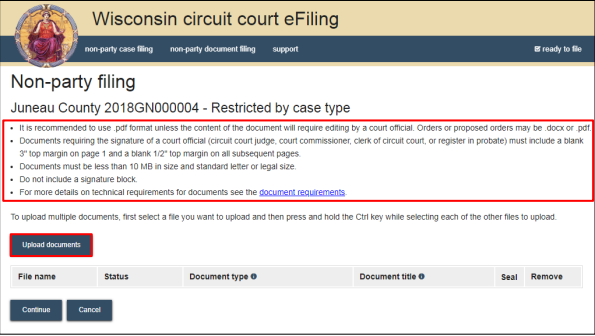 Wisconsin circuit court eFiling
non-party case filing non-party document filing support ready to file
Non-party filing
Juneau County 2018GN000004 - Restricted by case type
• It is recommended to use .pdf format unless the content of the document will require editing by a court official. Orders or proposed orders may be .docx or .pdf.
• Documents requiring the signature of a court official (circuit court judge, court commissioner, clerk of circuit court, or register in probate) must include a blank
3" top margin on page 1 and a blank 1/2" top margin on all subsequent pages.
• Documents must be less than 10 MB in size and standard letter or legal size.
• Do not include a signature block.
• For more details on technical requirements for documents see the document requirements.
To upload multiple documents, first select a file you want to upload and then press and hold the Ctrl key while selecting each of the other files to upload.
Upload documents
File name Status Document type Document title Seal Remove
Continue Cancel